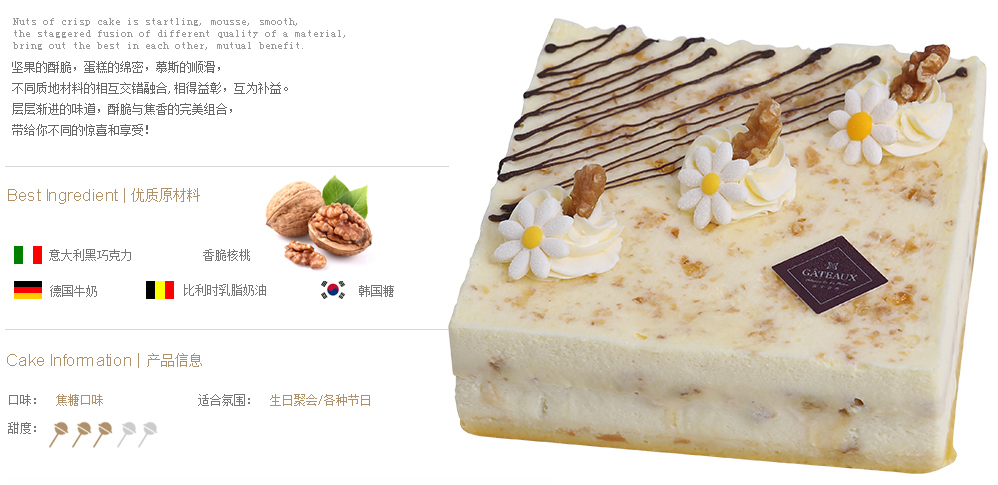 Nuts of crisp cake is startling, mousse, smooth,
the staggered fusion of different quality of a material,
bring out the best in each other, mutual benefit.
坚果的酥脆，蛋糕的绵密，慕斯的顺滑，
不同质地材料的相互交错融合,相得益彰，互为补益。
层层渐进的味道，酥脆与焦香的完美组合，
带给你不同的惊喜和享受！
Best Ingredient | 优质原材料
意大利黑巧克力 香脆核桃
德国牛奶 比利时乳脂奶油 韩国糖
Cake Information | 产品信息
口味： 焦糖口味 适合氛围： 生日聚会/各种节日
甜度：
GÂTEAUX